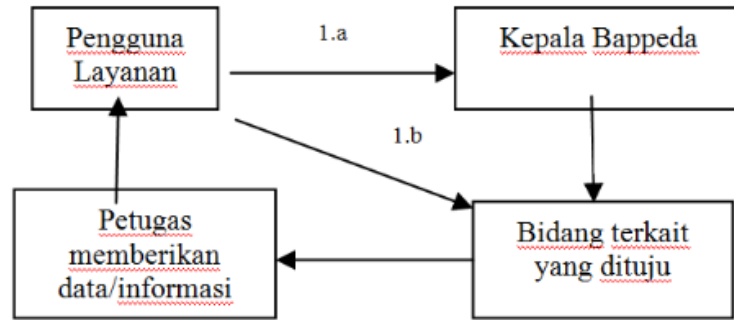 Pengguna
Layanan
1.a
Kepala Bappeda
1.b
Petugas
memberikan
data/informasi
Bidang terkait
yang dituju